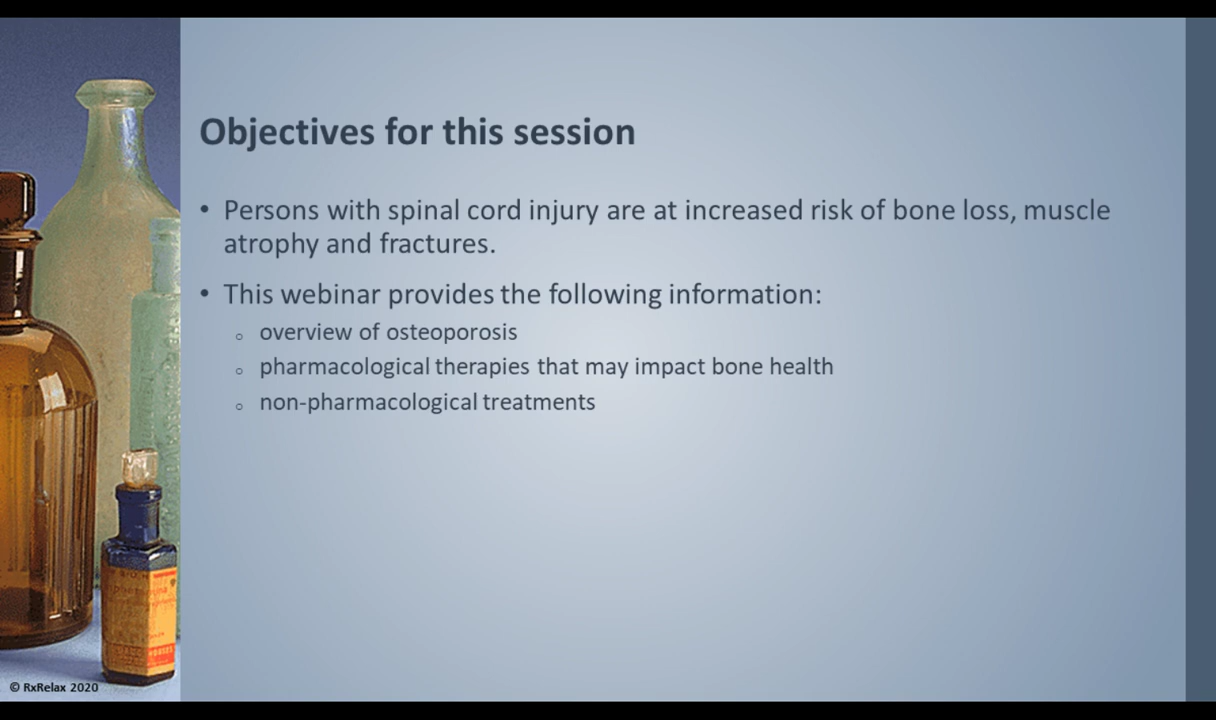 Objectives for this session
• Persons with spinal cord injury are at increased risk of bone loss, muscle
atrophy and fractures.
• This webinar provides the following information:
o overview of osteoporosis
o pharmacological therapies that may impact bone health
o non-pharmacological treatments
© RxRelax 2020